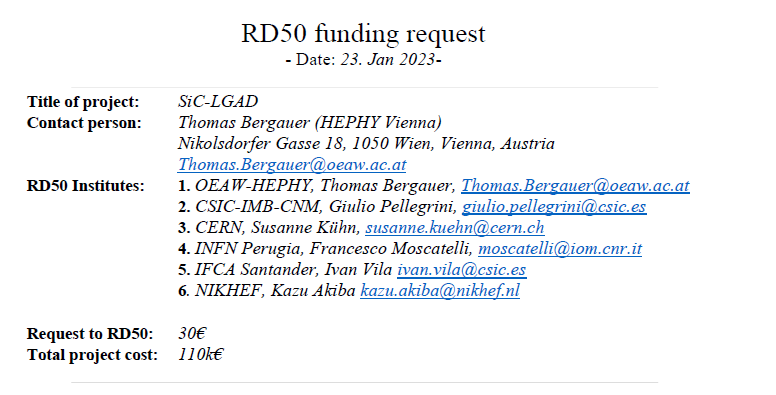 RD50 funding request
- Date: 23. Jan 2023-
Title of project: SiC-LGAD
Contact person: Thomas Bergauer (HEPHY Vienna)
Nikolsdorfer Gasse 18, 1050 Wien, Vienna, Austria
Thomas.Bergauer@oeaw.ac.at
RD50 Institutes: 1. OEAW-HEPHY, Thomas Bergauer, Thomas.Bergauer@oeaw.ac.at
2. CSIC-IMB-CNM, Giulio Pellegrini, giulio.pellegrini@csic.es
3. CERN, Susanne Kühn, susanne.kuehn@cern.ch
4. INFN Perugia, Francesco Moscatelli, moscatelli@iom.cnr.it
5. IFCA Santander, Ivan Vila ivan.vila@csic.es
6. NIKHEF, Kazu Akiba kazu.akiba@nikhef.nl
Request to RD50: 30€
Total project cost: 110k€